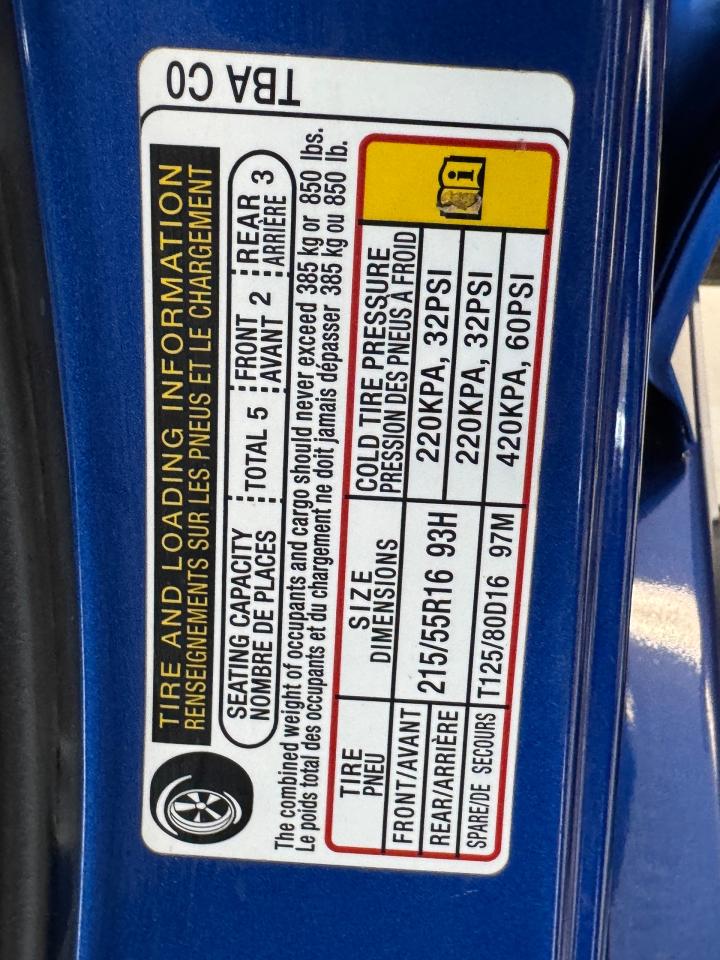 TBA C0
TIRE AND LOADING INFORMATION
RENSEIGNEMENTS SUR LES PNEUS ET LE CHARGEMENT
SEATING CAPACITY
NOMBRE DE PLACES
TOTAL 5
FRONT
AVANT 2
REAR
ARRIÈRE 3
The combined weight of occupants and cargo should never exceed 385 kg or 850 lbs.
Le poids total des occupants et du chargement ne doit jamais dépasser 385 kg ou 850 lb.
TIRE
PNEU
SIZE
DIMENSIONS
COLD TIRE PRESSURE
PRESSION DES PNEUS À FROID
FRONT/AVANT
220KPA, 32PSI
215/55R16 93H
REAR/ARRIÈRE
220KPA, 32PSI
SPARE/DE SECOURS
T125/80D16 97M
420KPA, 60PSI